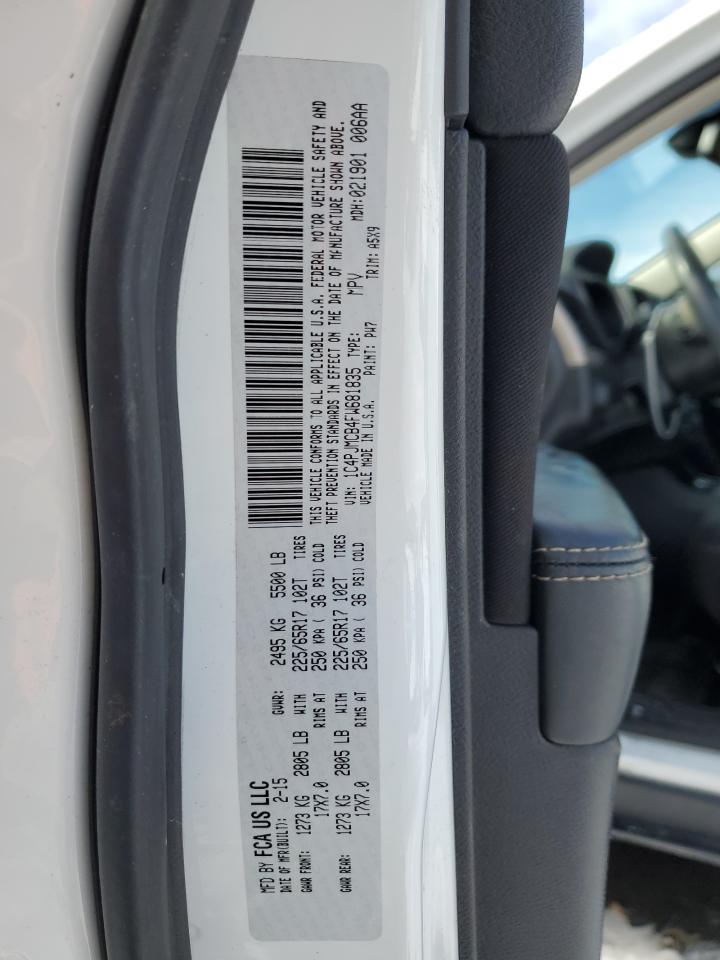 MFD BY FCA US LLC
DATE OF MFR(BUILT): 2-15 GVWR: 2495 KG 5500 LB
GAWR FRONT: 1273 KG 2805 LB WITH 225/65R17 102T TIRES
17X7.0 RIMS AT 250 KPA ( 36 PSI) COLD
GAWR REAR: 1273 KG 2805 LB WITH 225/65R17 102T TIRES
17X7.0 RIMS AT 250 KPA ( 36 PSI) COLD
THIS VEHICLE CONFORMS TO ALL APPLICABLE U.S.A. FEDERAL MOTOR VEHICLE SAFETY AND
THEFT PREVENTION STANDARDS IN EFFECT ON THE DATE OF MANUFACTURE SHOWN ABOVE.
VIN: 1C4PJMCB4FW681835 TYPE: MPV MDH:021901 006AA
VEHICLE MADE IN U.S.A. PAINT: PW7 TRIM: A5X9